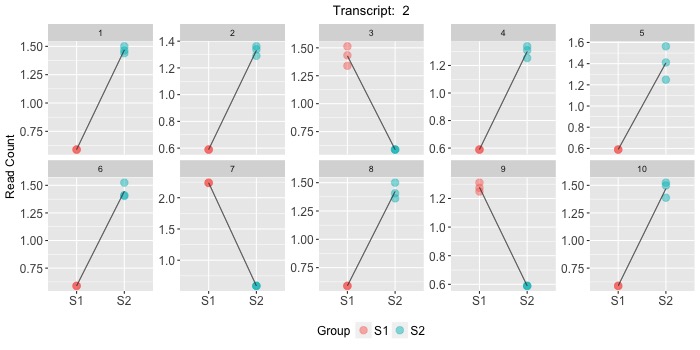 Transcript: 2
1 2 3 4 5
1.50 1.4 1.50 1.2 1.6
1.25 1.2 1.25 1.0 1.4
1.00 1.0 1.00 0.8 1.2
0.75 0.8 0.75 0.6 1.0
0.6 0.8
0.6
Read Count
6 7 8 9 10
1.50 2.0 1.50 1.2 1.50
1.25 1.5 1.25 1.0 1.25
1.00 1.0 1.00 0.8 1.00
0.75 0.75 0.6 0.75
S1 S2 S1 S2 S1 S2 S1 S2 S1 S2
Group S1 S2